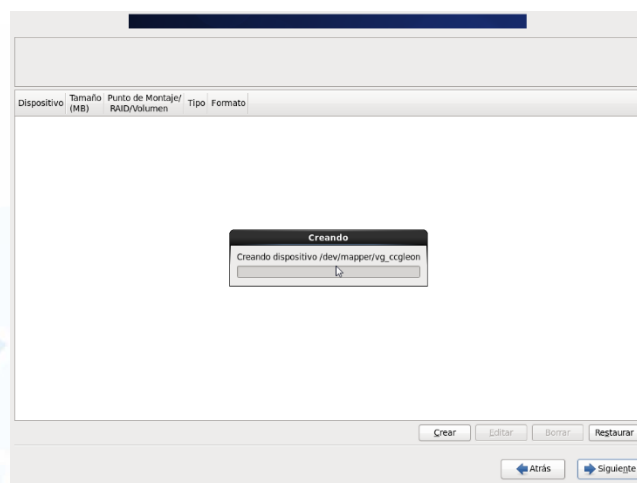 Dispositivo Tamaño (MB) Punto de Montaje/ RAID/Volumen Tipo Formato
Creando
Creando dispositivo /dev/mapper/vg_ccgleon
Crear Editar Borrar Restaurar
Atrás Siguiente